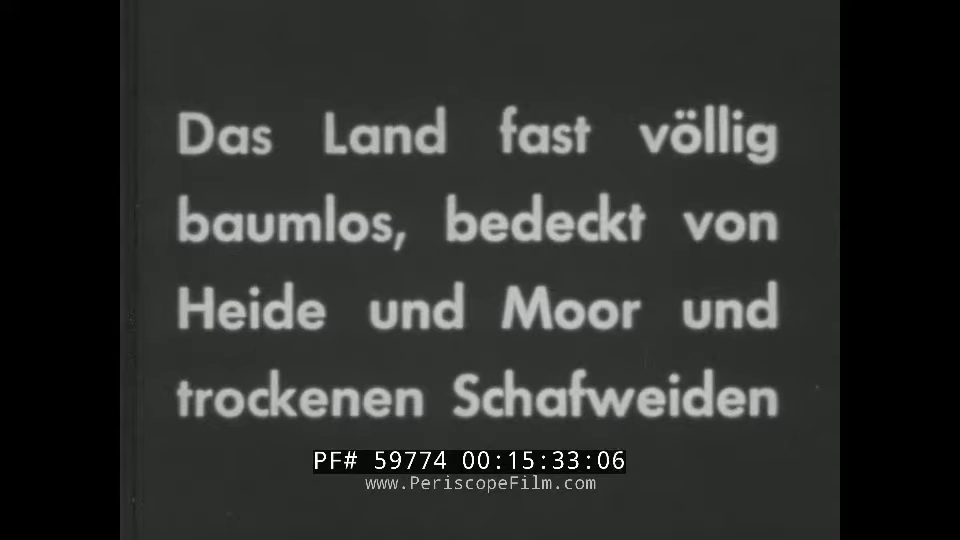 Das Land fast völlig
baumlos, bedeckt von
Heide und Moor und
trockenen Schafweiden
PF# 59774 00:15:33:06
www.PeriscopeFilm.com